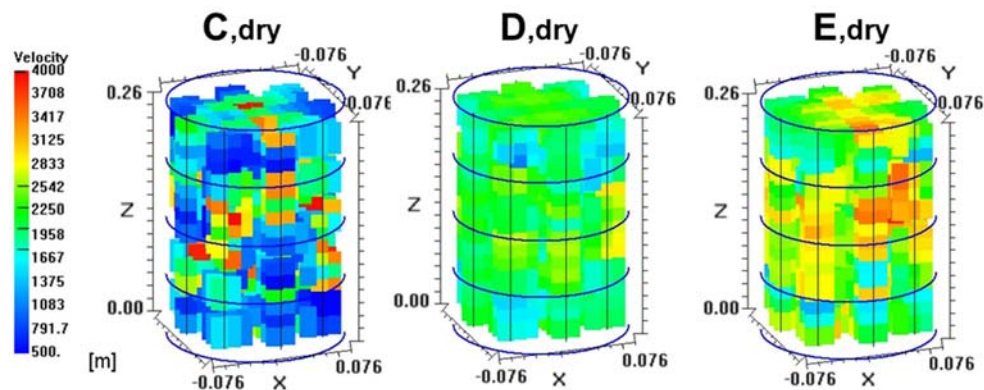 C,dry
D,dry
E,dry
Velocity
4000
3708
3417
3125
2833
2542
2250
1958
1667
1375
1083
791.7
500.
[m]
-0.076
Y
0.076
0.26
Z
0.00
-0.076
X
0.076
-0.076
Y
0.076
0.26
Z
0.00
-0.076
X
0.076
-0.076
Y
0.076
0.26
Z
0.00
-0.076
X
0.076